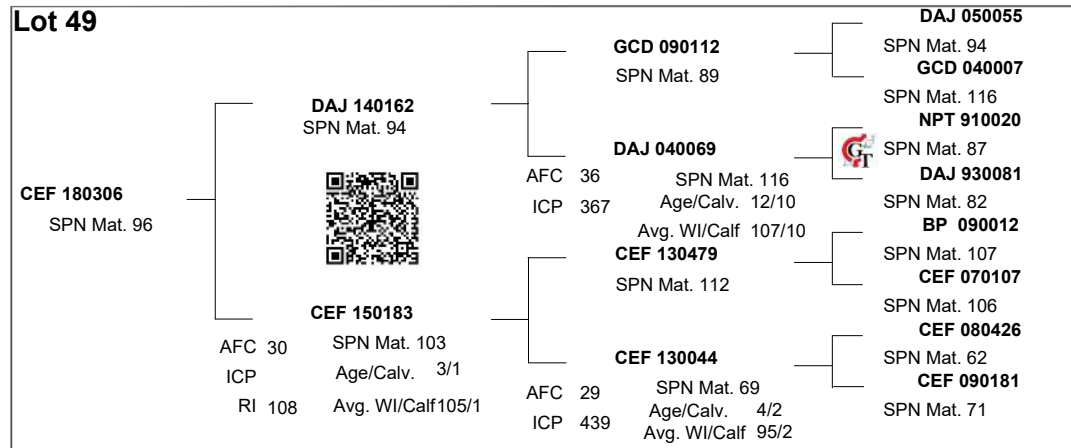 Lot 49
CEF 180306
SPN Mat. 96
DAJ 140162
SPN Mat. 94
CEF 150183
AFC 30 SPN Mat. 103
ICP Age/Calv. 3/1
RI 108 Avg. WI/Calf 105/1
GCD 090112
SPN Mat. 89
DAJ 040069
AFC 36 SPN Mat. 116
ICP 367 Age/Calv. 12/10
Avg. WI/Calf 107/10
CEF 130479
SPN Mat. 112
CEF 130044
AFC 29 SPN Mat. 69
ICP 439 Age/Calv. 4/2
Avg. WI/Calf 95/2
DAJ 050055
SPN Mat. 94
GCD 040007
SPN Mat. 116
GT
NPT 910020
SPN Mat. 87
DAJ 930081
SPN Mat. 82
BP 090012
SPN Mat. 107
CEF 070107
SPN Mat. 106
CEF 080426
SPN Mat. 62
CEF 090181
SPN Mat. 71